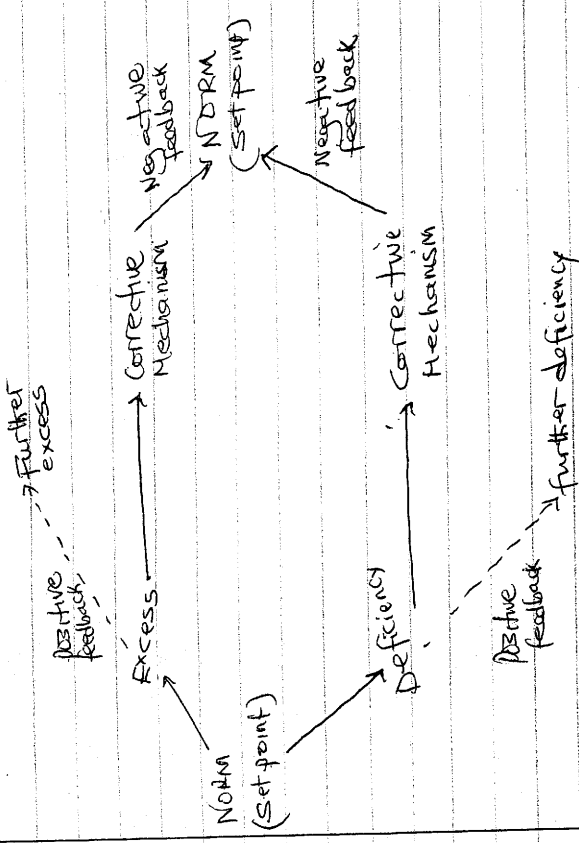 Positive
feedback
Further
excess
Excess
Corrective
Mechanism
Negative
feedback
NORM
(Set point)
NORM
(Set point)
Deficiency
Corrective
Mechanism
Negative
feedback
Positive
feedback
further deficiency